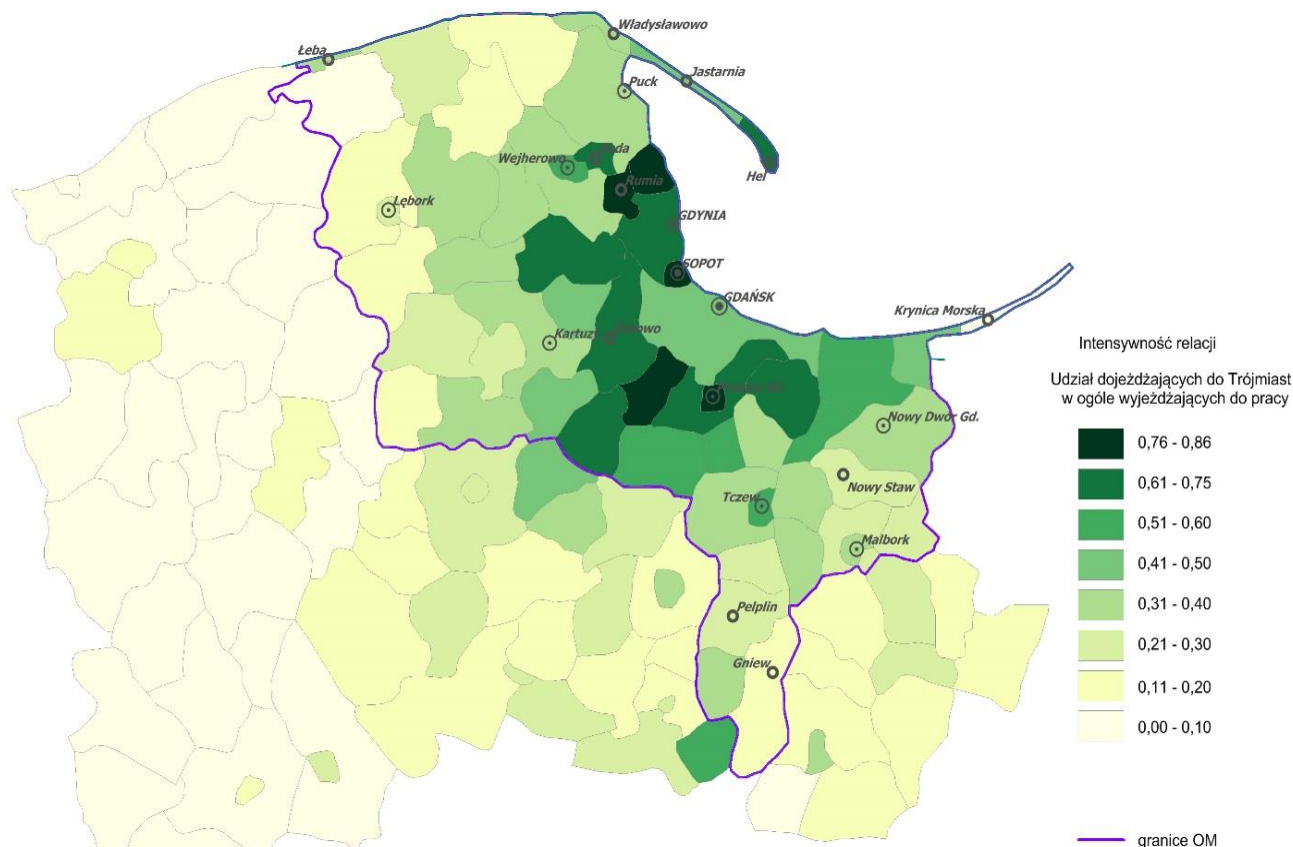 Władysławowo
Łeba
Jastarnia
Puck
Wejherowo
Hel
Rumia
Lębork
GDYNIA
SOPOT
GDAŃSK
Krynica Morska
Kartuzy
Nowy Dwór Gd.
Nowy Staw
Tczew
Malbork
Pelplin
Gniew
Intensywność relacji
Udział dojeżdżających do Trójmiast
w ogóle wyjeżdżających do pracy
0,76 - 0,86
0,61 - 0,75
0,51 - 0,60
0,41 - 0,50
0,31 - 0,40
0,21 - 0,30
0,11 - 0,20
0,00 - 0,10
granice OM